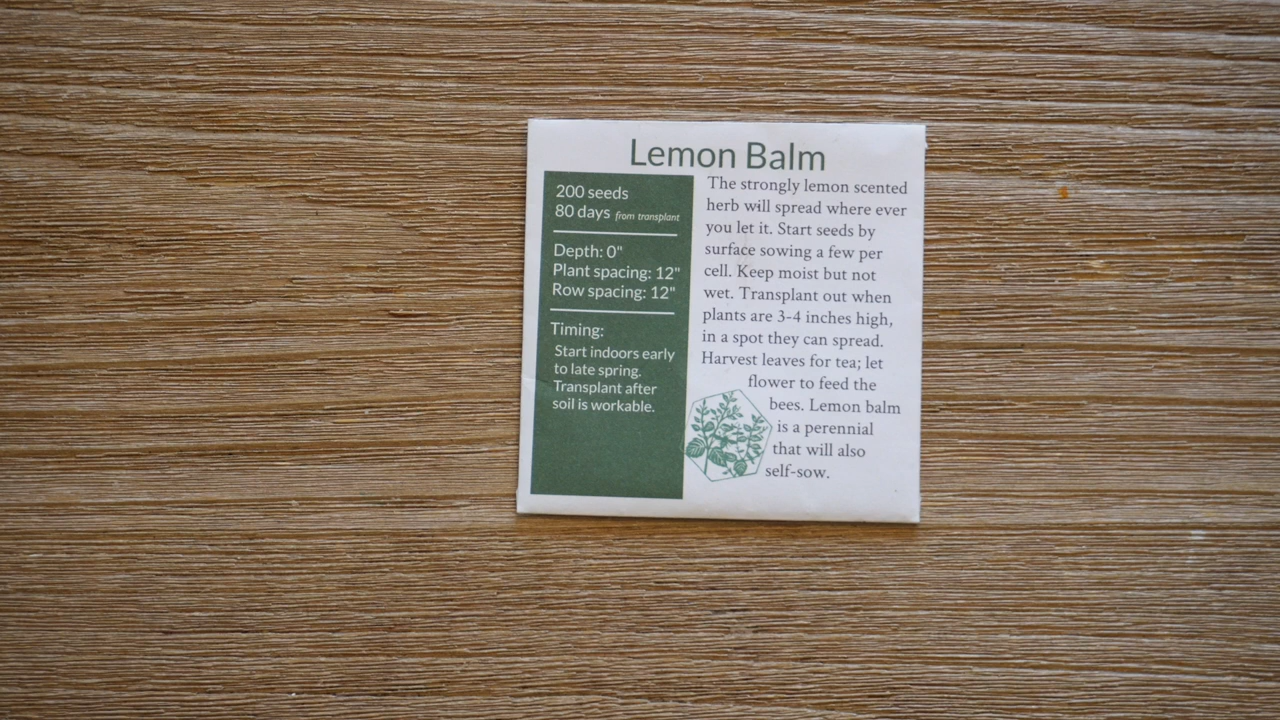 Lemon Balm
200 seeds
80 days from transplant
Depth: 0"
Plant spacing: 12"
Row spacing: 12"
Timing:
Start indoors early
to late spring.
Transplant after
soil is workable.
The strongly lemon scented
herb will spread where ever
you let it. Start seeds by
surface sowing a few per
cell. Keep moist but not
wet. Transplant out when
plants are 3-4 inches high,
in a spot they can spread.
Harvest leaves for tea; let
flower to feed the
bees. Lemon balm
is a perennial
that will also
self-sow.